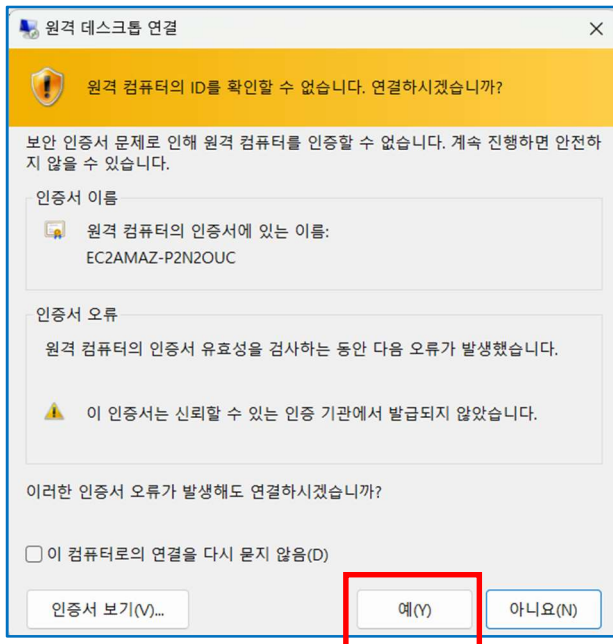 원격 데스크톱 연결
원격 컴퓨터의 ID를 확인할 수 없습니다. 연결하시겠습니까?
보안 인증서 문제로 인해 원격 컴퓨터를 인증할 수 없습니다. 계속 진행하면 안전하
지 않을 수 있습니다.
인증서 이름
원격 컴퓨터의 인증서에 있는 이름:
EC2AMAZ-P2N2OUC
인증서 오류
원격 컴퓨터의 인증서 유효성을 검사하는 동안 다음 오류가 발생했습니다.
이 인증서는 신뢰할 수 있는 인증 기관에서 발급되지 않았습니다.
이러한 인증서 오류가 발생해도 연결하시겠습니까?
이 컴퓨터로의 연결을 다시 묻지 않음(D)
인증서 보기(V)...
예(Y)
아니요(N)